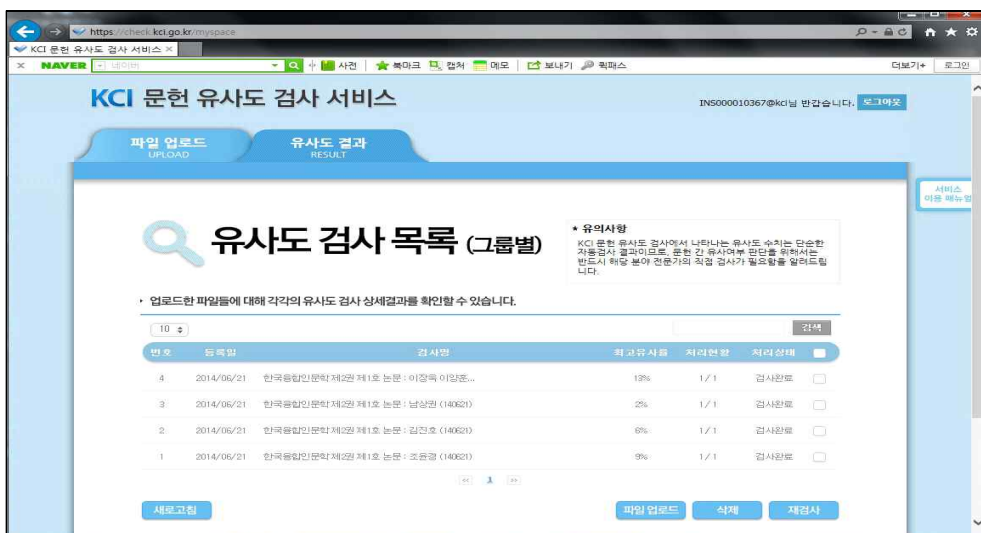 https://check.kci.go.kr/myspace
KCI 문헌 유사도 검사 서비스 ×
× NAVER 네이버 사전 북마크 캡처 메모 보내기 퀵패스 더보기+ 로그인
KCI 문헌 유사도 검사 서비스
INS000010367@kci님 반갑습니다. 로그아웃
파일 업로드 유사도 결과
UPLOAD RESULT
서비스
이용 매뉴얼
유사도 검사 목록 (그룹별)
* 유의사항
KCI 문헌 유사도 검사에서 나타나는 유사도 수치는 단순한
자동검사 결과이므로, 문헌 간 유사여부 판단을 위해서는
반드시 해당 분야 전문가의 직접 검사가 필요함을 알려드립
니다.
업로드한 파일들에 대해 각각의 유사도 검사 상세결과를 확인할 수 있습니다.
10 검색
번호 등록일 검사명 최고유사율 처리현황 처리상태
4 2014/06/21 한국융합인문학 제2권 제1호 논문 : 이장욱 이양훈... 13% 1 / 1 검사완료
3 2014/06/21 한국융합인문학 제2권 제1호 논문 : 남상권 (140621) 2% 1 / 1 검사완료
2 2014/06/21 한국융합인문학 제2권 제1호 논문 : 김진호 (140621) 6% 1 / 1 검사완료
1 2014/06/21 한국융합인문학 제2권 제1호 논문 : 조윤경 (140621) 9% 1 / 1 검사완료
1
새로고침 파일 업로드 삭제 재검사